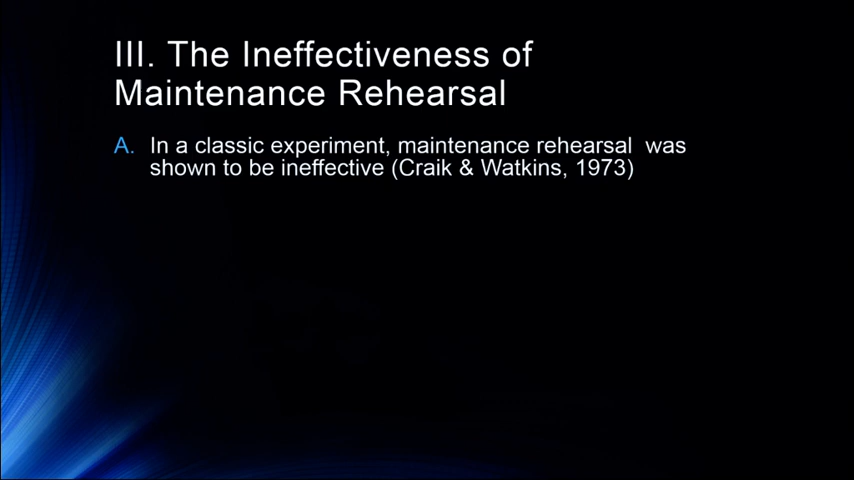 III. The Ineffectiveness of
Maintenance Rehearsal
A. In a classic experiment, maintenance rehearsal  was
shown to be ineffective (Craik & Watkins, 1973)